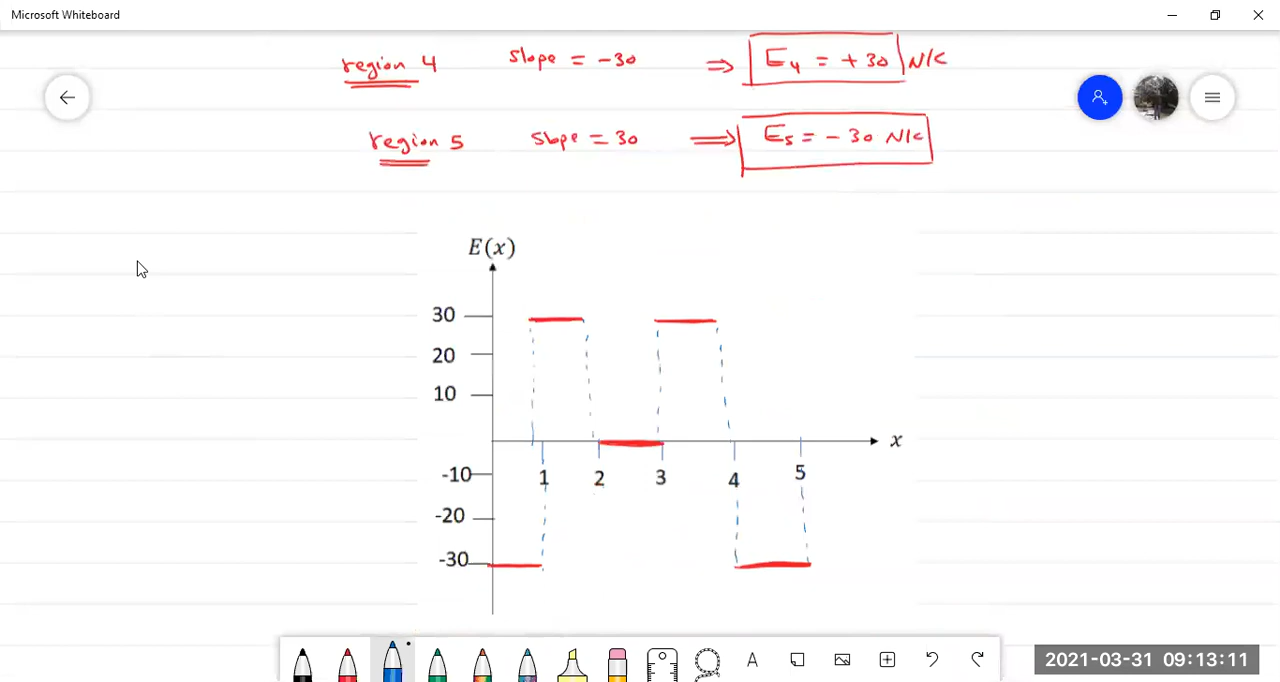 Microsoft Whiteboard
region 4 slope = -30 ⇒ E₄ = +30 N/C
region 5 slope = 30 ⇒ E₅ = - 30 N/C
E(x)
30
20
10
x
-10
1 2 3 4 5
-20
-30
A
2021-03-31 09:13:11